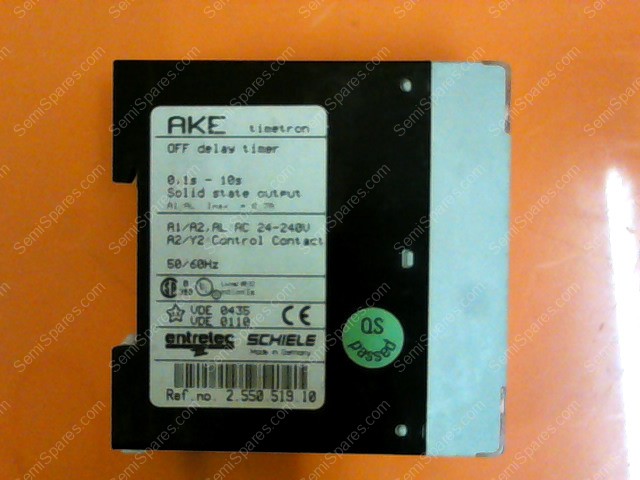 AKE timetron
OFF delay timer
0,1s - 10s
Solid state output
A1/A2,AL AC 24-240V
A2/Y2 Control Contact
50/60Hz
VDE 0435
VDE 0110
CE
entrelec SCHIELE
Made in Germany
Ref.no. 2.550.519.10
QS
passed
SemiSpares.com